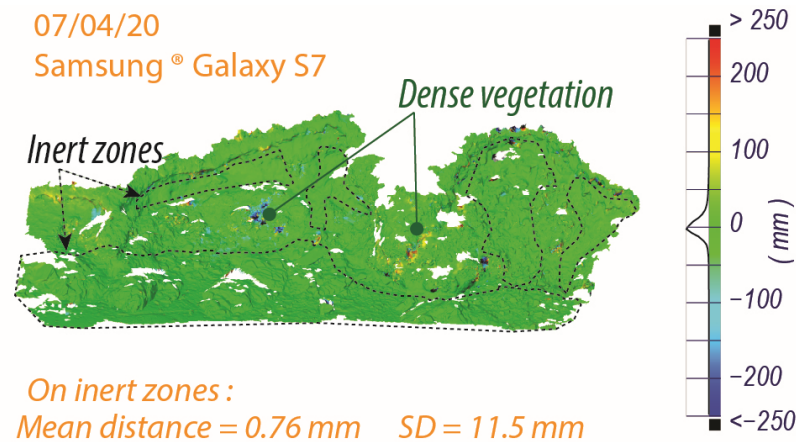 07/04/20
Samsung ® Galaxy S7
Dense vegetation
Inert zones
> 250
200
100
0
-100
-200
<-250
( mm )
On inert zones :
Mean distance = 0.76 mm SD = 11.5 mm